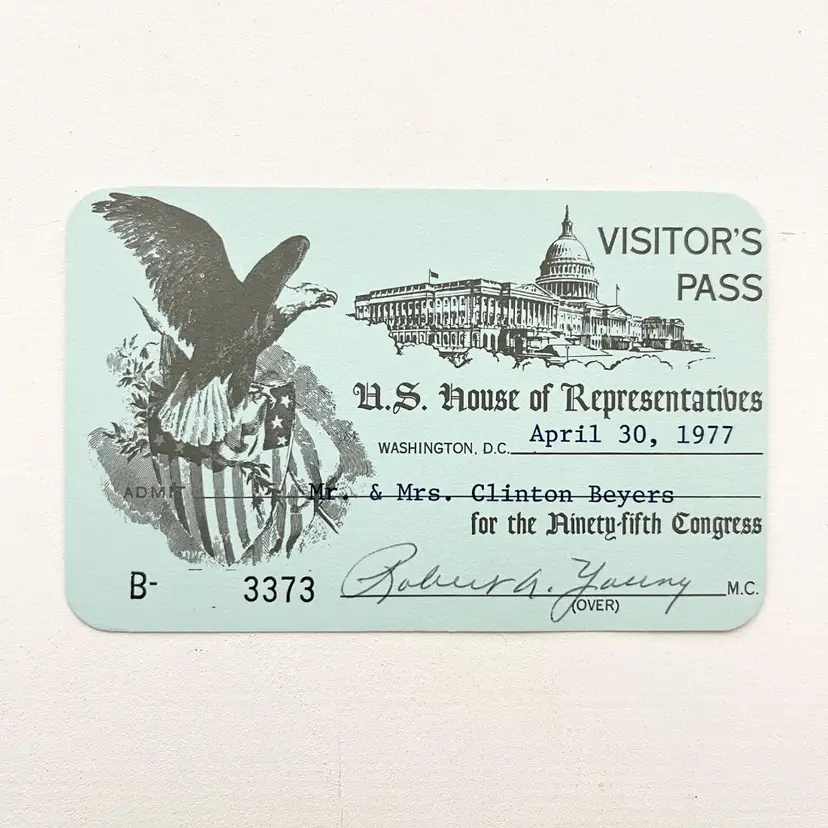 VISITOR'S
PASS
U.S. House of Representatives
WASHINGTON, D.C. April 30, 1977
ADMIT Mr. & Mrs. Clinton Beyers
for the Ninety-fifth Congress
B- 3373 Robert A. Young M.C.
(OVER)